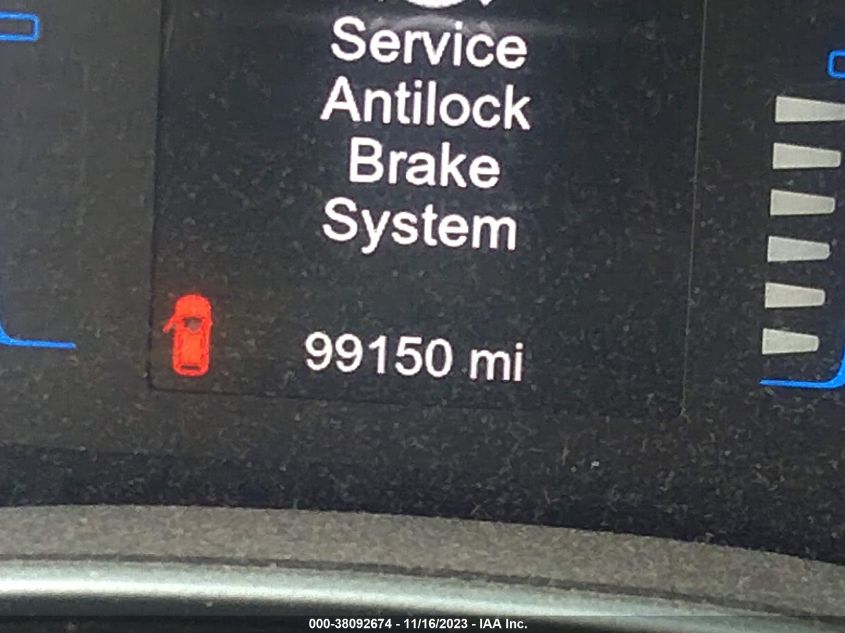 Service
Antilock
Brake
System
99150 mi
000-38092674 - 11/16/2023 - IAA Inc.